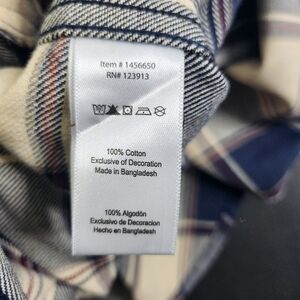 Item # 1456650
RN# 123913
100% Cotton
Exclusive of Decoration
Made in Bangladesh
100% Algodón
Exclusivo de Decoracion
Hecho en Bangladesh